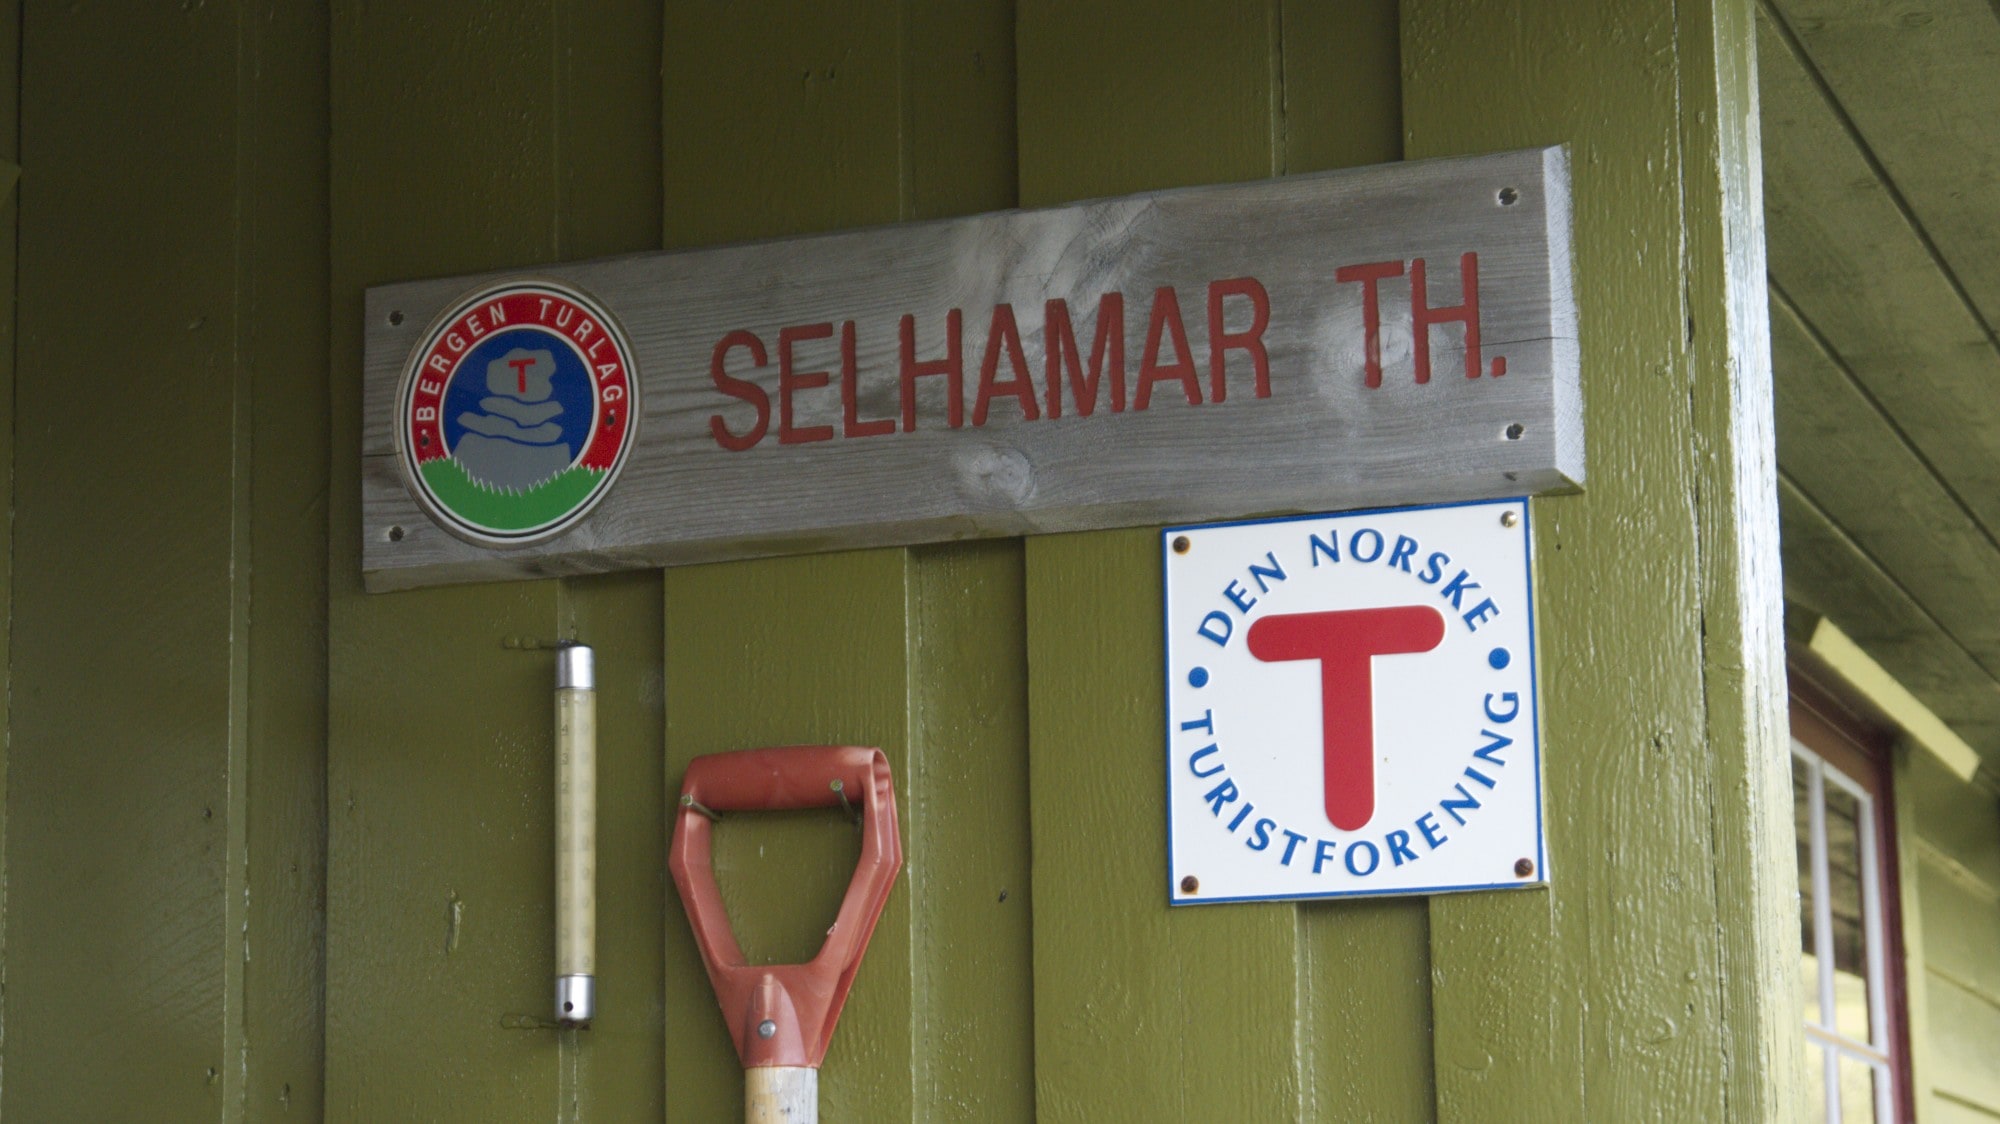 BERGEN TURLAG
T
SELHAMAR TH.
DEN NORSKE
T
TURISTFORENING